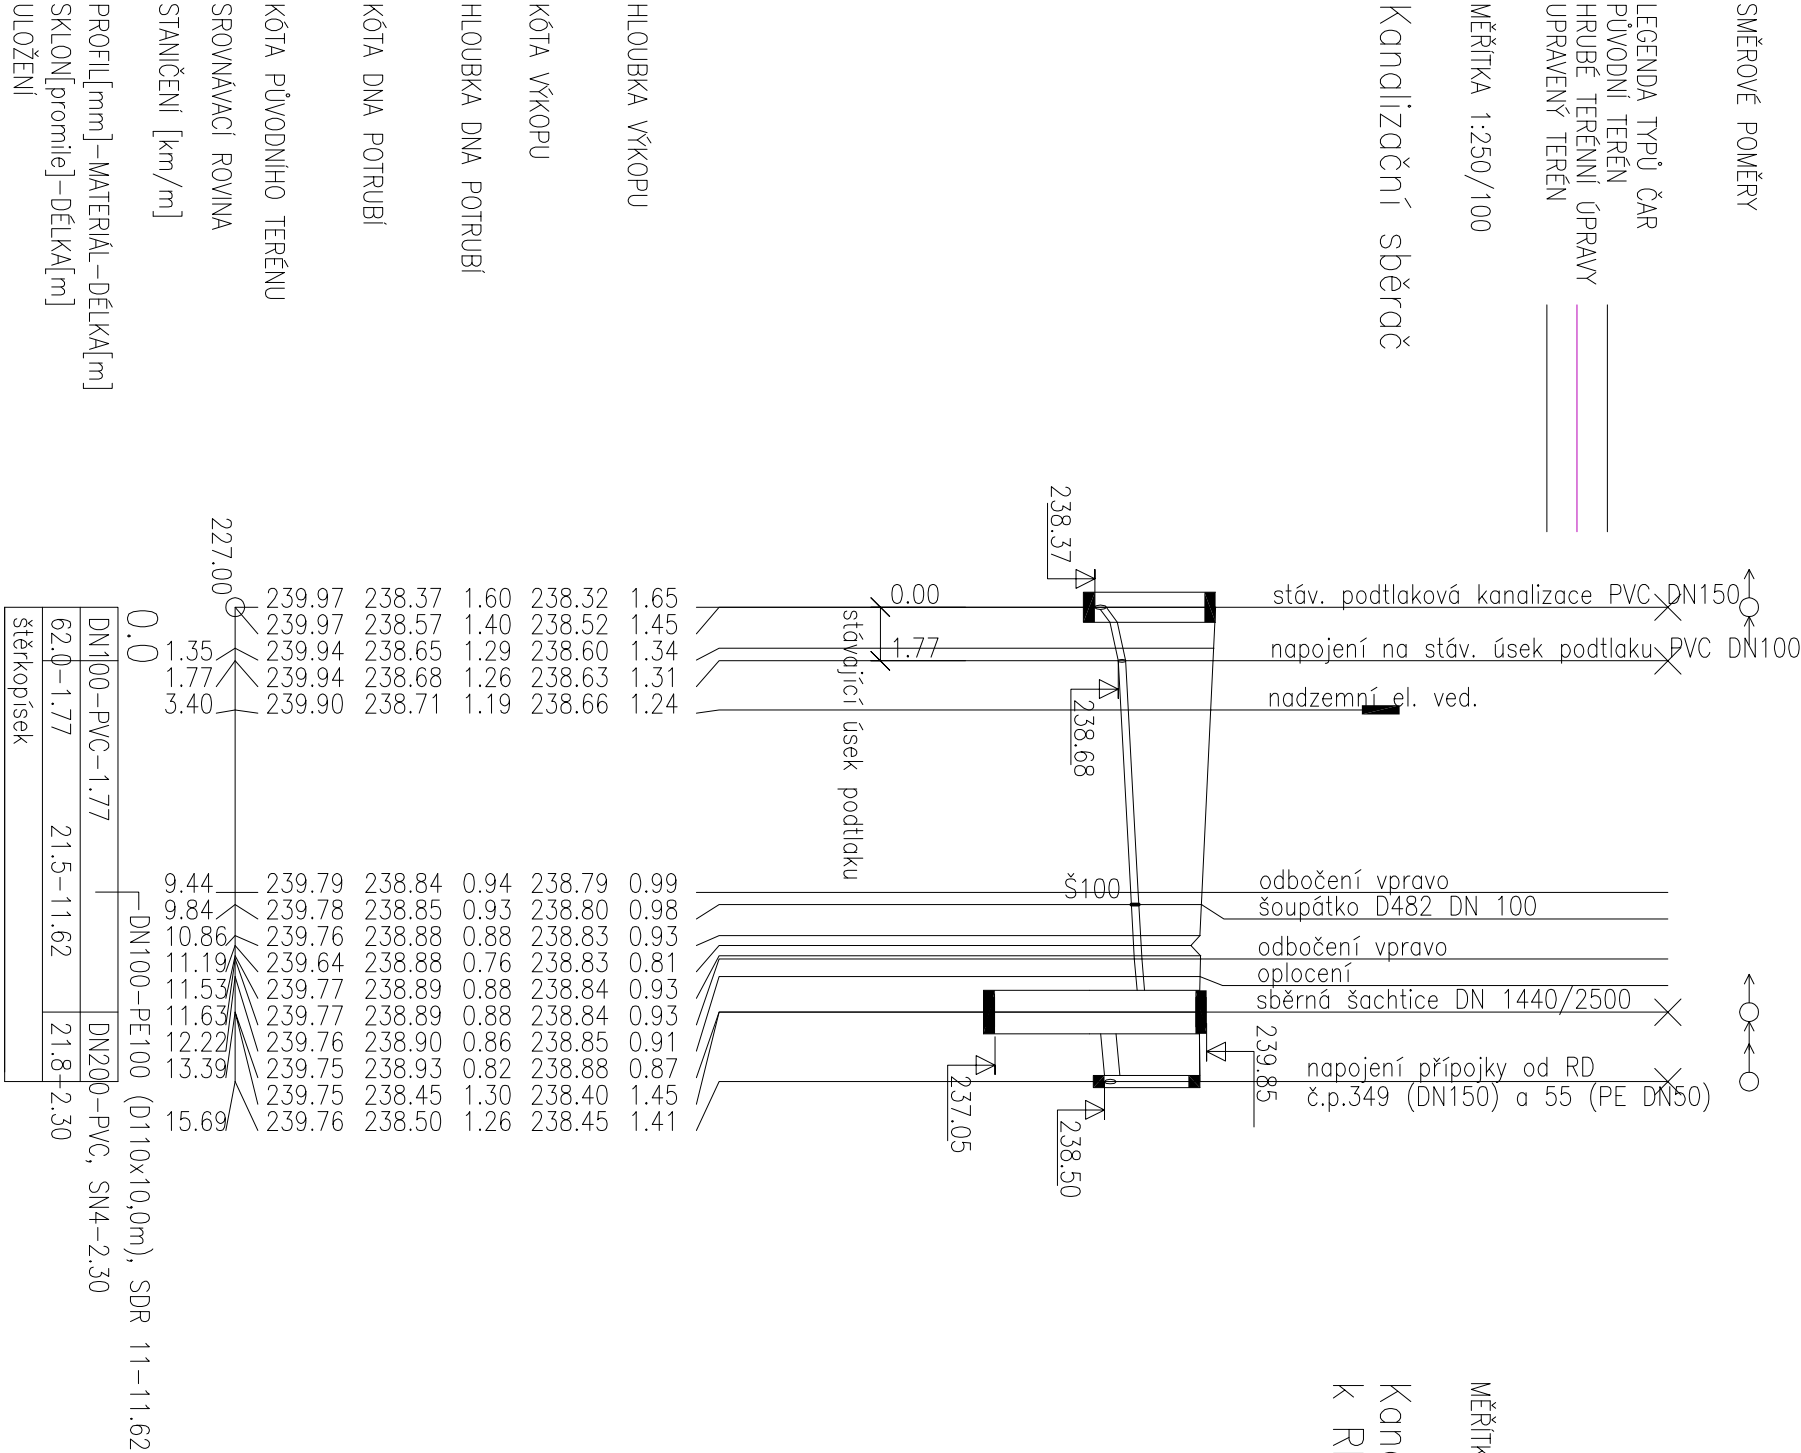 SMĚROVÉ POMĚRY
LEGENDA TYPŮ ČAR
PŮVODNÍ TERÉN
HRUBÉ TERÉNNÍ ÚPRAVY
UPRAVENÝ TERÉN
MĚŘÍTKA 1:250/100
Kanalizační sběrač
stáv. podtlaková kanalizace PVC DN150
napojení na stáv. úsek podtlaku PVC DN100
nadzemní el. ved.
odbočení vpravo
šoupátko D482 DN 100
odbočení vpravo
oplocení
sběrná šachtice DN 1440/2500
napojení přípojky od RD
č.p.349 (DN150) a 55 (PE DN50)
238.37
238.68
Š100
239.85
237.05
238.50
0.00
1.77
stávající úsek podtlaku
HLOUBKA VÝKOPU
1.65
1.45
1.34
1.31
1.24
0.99
0.98
0.93
0.81
0.93
0.93
0.91
0.87
1.45
1.41
KÓTA VÝKOPU
238.32
238.52
238.60
238.63
238.66
238.79
238.80
238.83
238.83
238.84
238.84
238.85
238.88
238.40
238.45
HLOUBKA DNA POTRUBÍ
1.60
1.40
1.29
1.26
1.19
0.94
0.93
0.88
0.76
0.88
0.88
0.86
0.82
1.30
1.26
KÓTA DNA POTRUBÍ
238.37
238.57
238.65
238.68
238.71
238.84
238.85
238.88
238.88
238.89
238.89
238.90
238.93
238.45
238.50
KÓTA PŮVODNÍHO TERÉNU
239.97
239.97
239.94
239.94
239.90
239.79
239.78
239.76
239.64
239.77
239.77
239.76
239.75
239.75
239.76
SROVNÁVACÍ ROVINA
227.00
STANIČENÍ [km/m]
0.0
1.35
1.77
3.40
9.44
9.84
10.86
11.19
11.53
11.63
12.22
13.39
15.69
DN100-PE100 (D110x10,0m), SDR 11-11.62
PROFIL[mm]-MATERIÁL-DÉLKA[m]
DN100-PVC-1.77
DN200-PVC, SN4-2.30
SKLON[promile]-DÉLKA[m]
62.0-1.77
21.5-11.62
21.8-2.30
ULOŽENÍ
štěrkopísek
k R